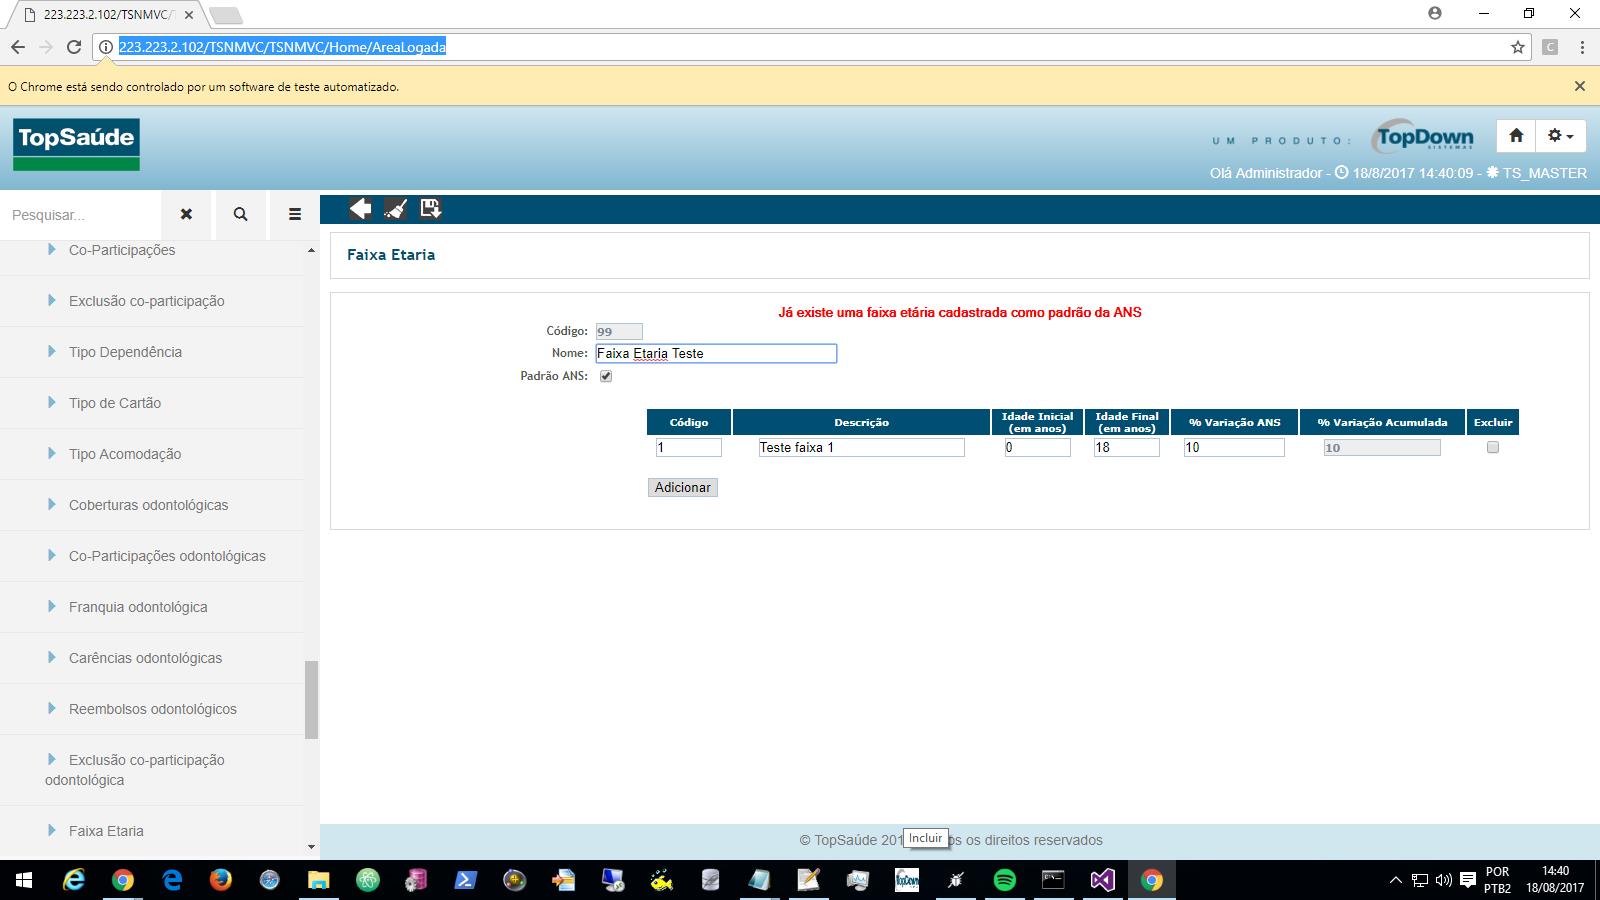 223.223.2.102/TSNMVC/T
223.223.2.102/TSNMVC/TSNMVC/Home/AreaLogada
C
O Chrome está sendo controlado por um software de teste automatizado.
TopSaúde
UM PRODUTO:
TopDown
SISTEMAS
Olá Administrador - 18/8/2017 14:40:09 - TS_MASTER
Pesquisar...
Co-Participações
Exclusão co-participação
Tipo Dependência
Tipo de Cartão
Tipo Acomodação
Coberturas odontológicas
Co-Participações odontológicas
Franquia odontológica
Carências odontológicas
Reembolsos odontológicos
Exclusão co-participação
odontológica
Faixa Etaria
Faixa Etaria
Já existe uma faixa etária cadastrada como padrão da ANS
Código: 99
Nome: Faixa Etaria Teste
Padrão ANS:
Código Descrição Idade Inicial (em anos) Idade Final (em anos) % Variação ANS % Variação Acumulada Excluir
1 Teste faixa 1 0 18 10 10
Adicionar
© TopSaúde 201 os direitos reservados
Incluir
TopDown
POR
PTB2
14:40
18/08/2017